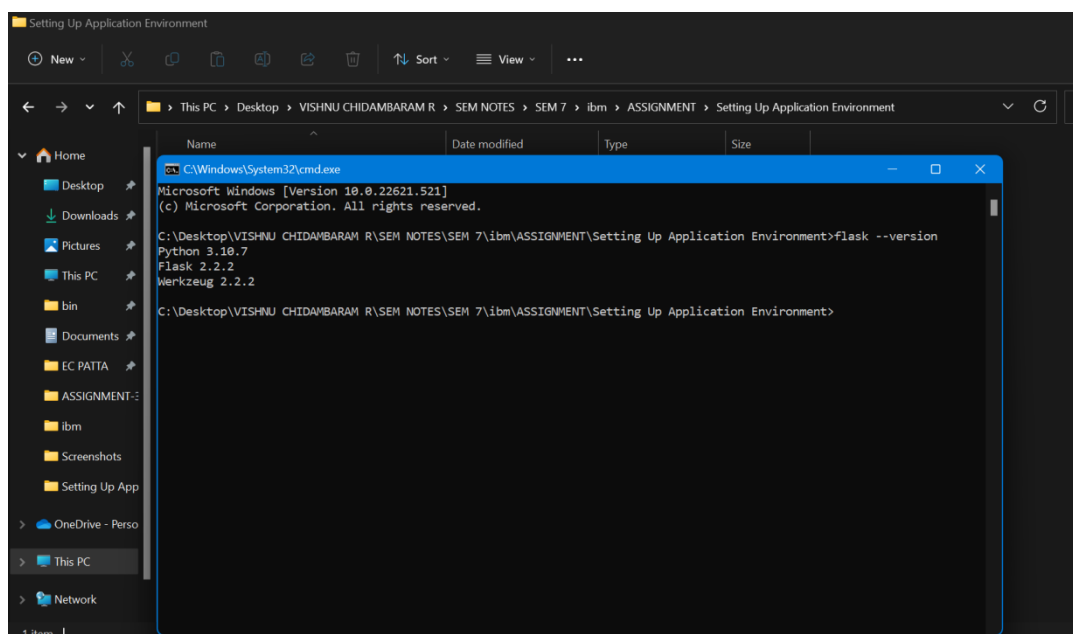 Setting Up Application Environment
New
Sort
View
This PC > Desktop > VISHNU CHIDAMBARAM R > SEM NOTES > SEM 7 > ibm > ASSIGNMENT > Setting Up Application Environment
Name Date modified Type Size
Home
Desktop
Downloads
Pictures
This PC
bin
Documents
EC PATTA
ASSIGNMENT-
ibm
Screenshots
Setting Up App
OneDrive - Perso
This PC
Network
1 item
C:\Windows\System32\cmd.exe
Microsoft Windows [Version 10.0.22621.521]
(c) Microsoft Corporation. All rights reserved.
C:\Desktop\VISHNU CHIDAMBARAM R\SEM NOTES\SEM 7\ibm\ASSIGNMENT\Setting Up Application Environment>flask --version
Python 3.10.7
Flask 2.2.2
Werkzeug 2.2.2
C:\Desktop\VISHNU CHIDAMBARAM R\SEM NOTES\SEM 7\ibm\ASSIGNMENT\Setting Up Application Environment>